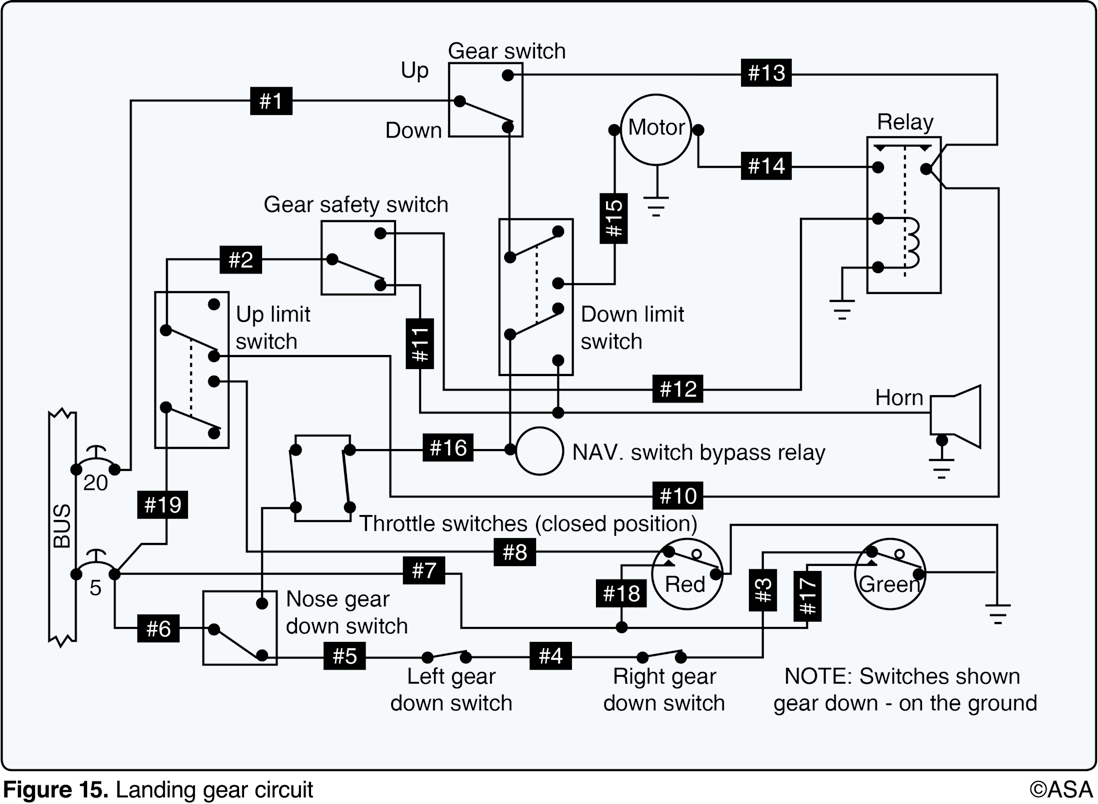 Gear switch
Up
#13
#1
Down
Motor
Relay
#14
Gear safety switch
#15
#2
Up limit
switch
Down limit
switch
#11
#12
Horn
#16
NAV. switch bypass relay
20
#19
#10
BUS
Throttle switches (closed position)
#8
#7
5
Red
Green
#18
#3
#17
Nose gear
down switch
#6
#5
#4
Left gear
down switch
Right gear
down switch
NOTE: Switches shown
gear down - on the ground
Figure 15. Landing gear circuit
©ASA